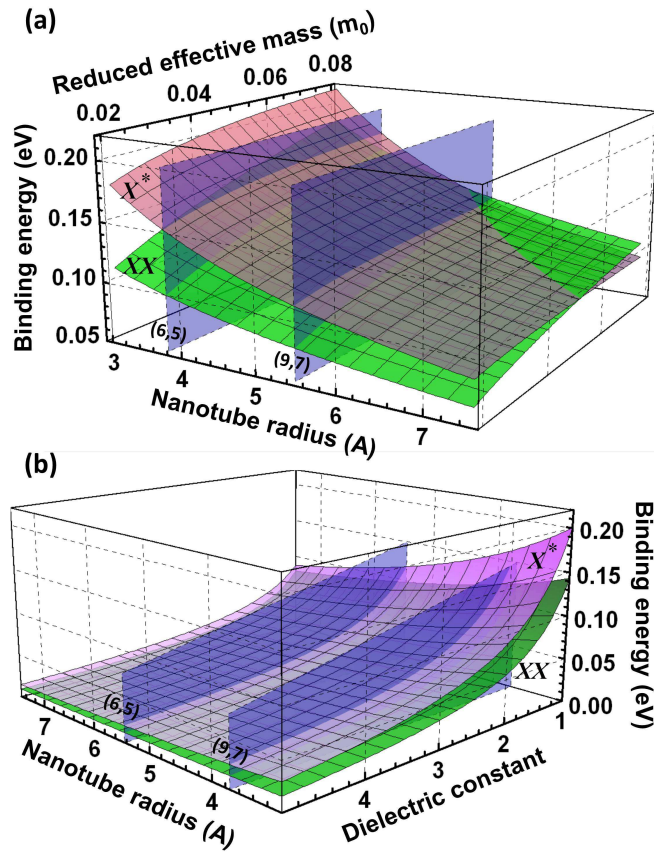 (a)
Reduced effective mass (m0)
0.02
0.04
0.06
0.08
Binding energy (eV)
0.20
0.15
0.10
0.05
X*
XX
(6,5)
(9,7)
3
4
5
6
7
Nanotube radius (A)
(b)
Binding energy (eV)
0.20
0.15
0.10
0.05
0.00
X*
XX
(6,5)
(9,7)
7
6
5
4
Nanotube radius (A)
4
3
2
1
Dielectric constant